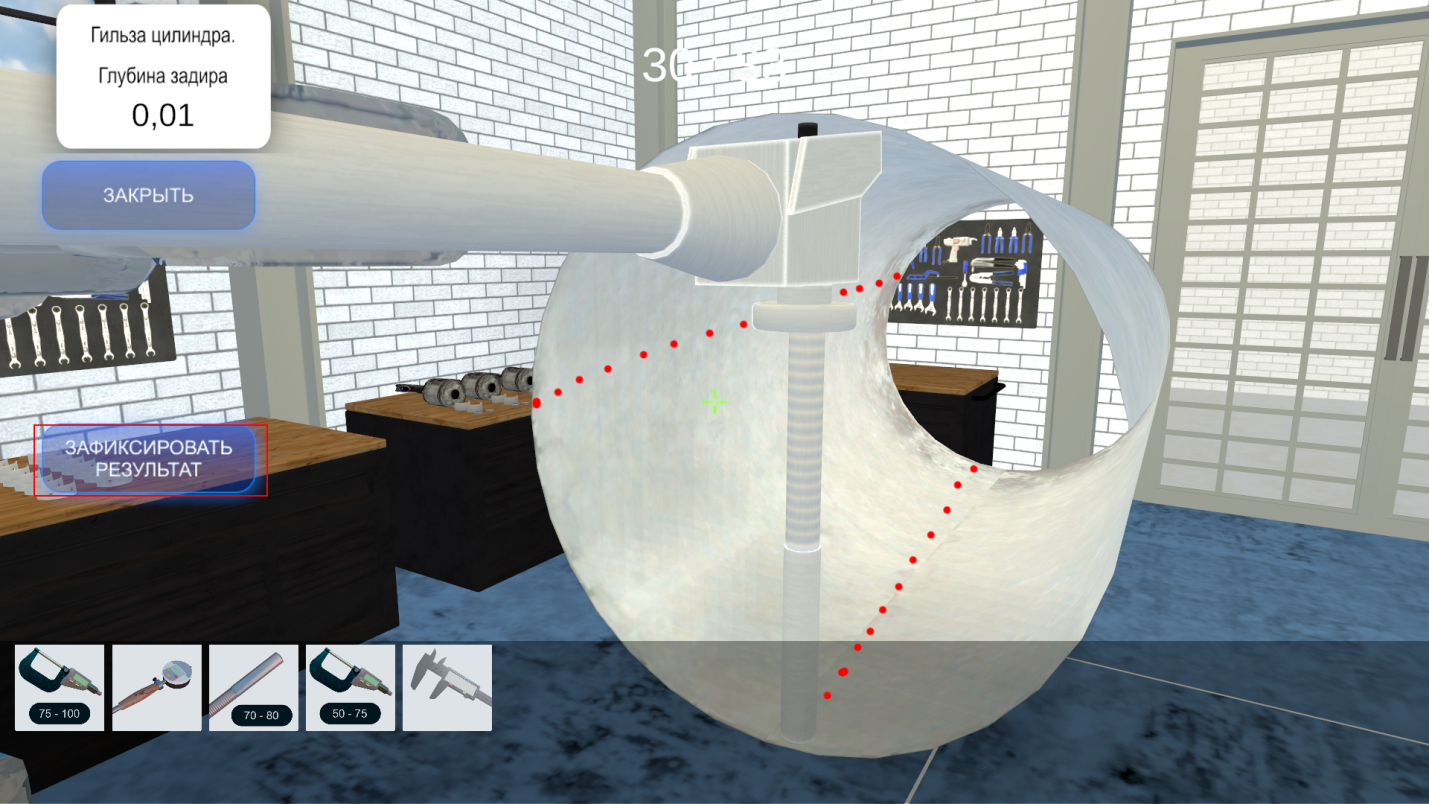 Гильза цилиндра.
Глубина задира
0,01
ЗАКРЫТЬ
ЗАФИКСИРОВАТЬ
РЕЗУЛЬТАТ
75 - 100
70 - 80
50 - 75